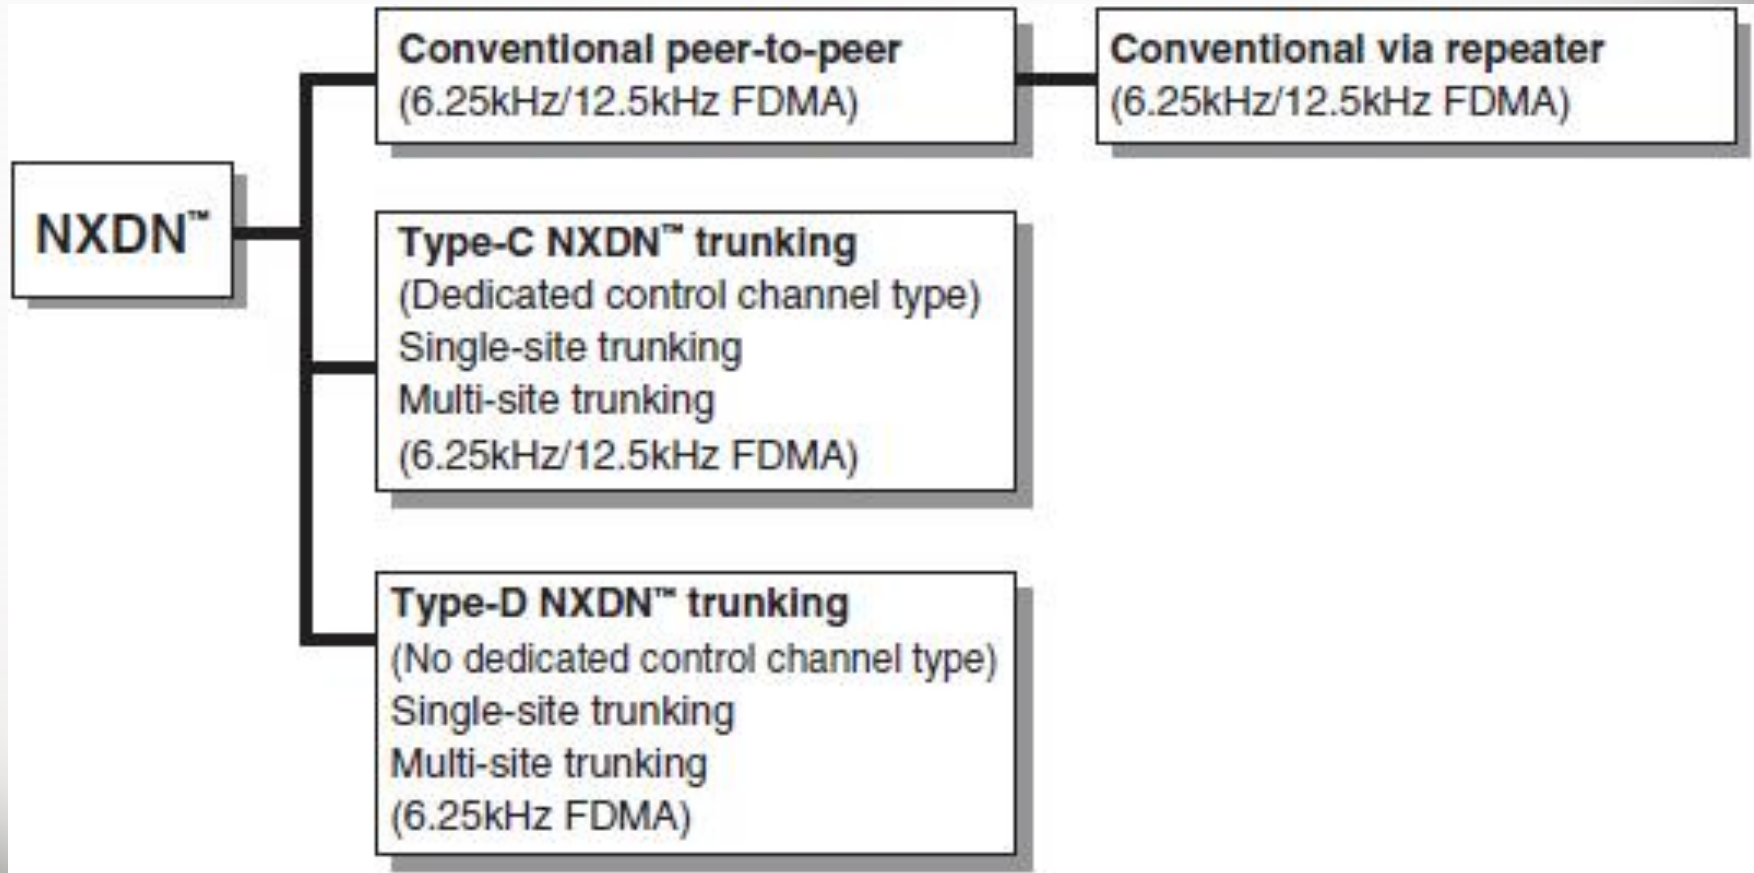 NXDN™
Conventional peer-to-peer
(6.25kHz/12.5kHz FDMA)
Conventional via repeater
(6.25kHz/12.5kHz FDMA)
Type-C NXDN™ trunking
(Dedicated control channel type)
Single-site trunking
Multi-site trunking
(6.25kHz/12.5kHz FDMA)
Type-D NXDN™ trunking
(No dedicated control channel type)
Single-site trunking
Multi-site trunking
(6.25kHz FDMA)